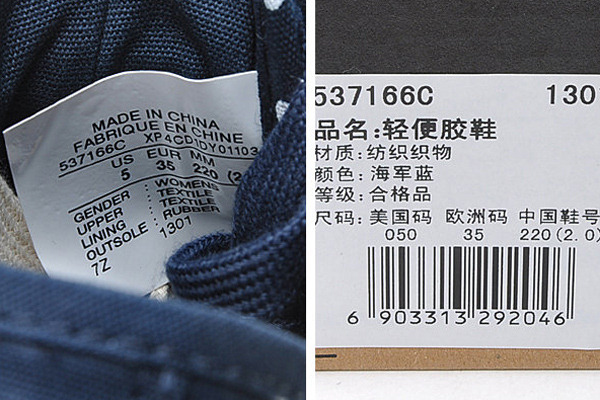 MADE IN CHINA
FABRIQUE EN CHINE
537166C XP4CD1DY01103
US EUR MM
5 35 220 (2
GENDER : WOMENS
UPPER : TEXTILE
LINING : TEXTILE
OUTSOLE : RUBBER
7Z 1301
537166C 130
品名:轻便胶鞋
材质:纺织织物
颜色:海军蓝
等级:合格品
尺码:美国码 欧洲码 中国鞋号
050 35 220(2.0)
6 903313 292046